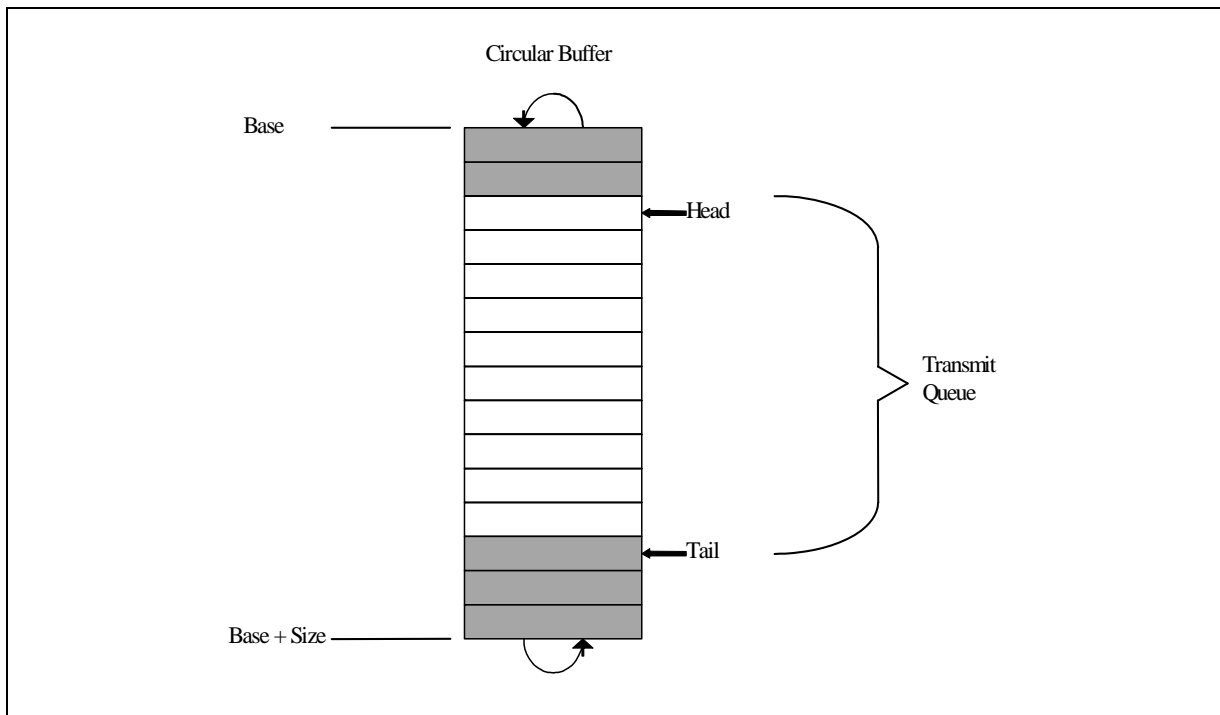 Circular Buffer
Base
Head
Transmit
Queue
Tail
Base + Size